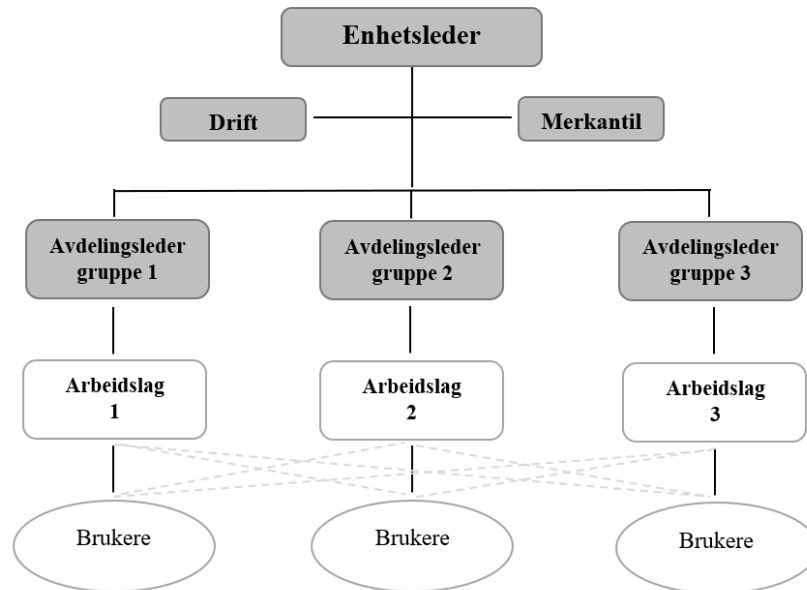 Enhetsleder
Drift
Merkantil
Avdelingsleder
gruppe 1
Avdelingsleder
gruppe 2
Avdelingsleder
gruppe 3
Arbeidslag
1
Arbeidslag
2
Arbeidslag
3
Brukere
Brukere
Brukere